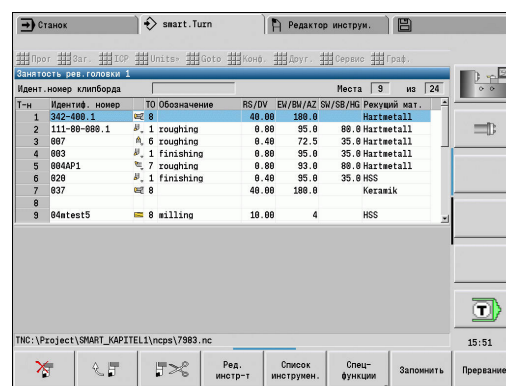 Станок smart.Turn Редактор инструм.
Прог Заг. ICP Units» Goto Конф. Друг. Сервис Граф.
Занятость рев.головки 1
Идент.номер клипборда Места 9 из 24
Т-н Идентиф. номер ТО Обозначение RS/DV EW/BW/AZ SW/SB/HG Режущий мат.
1 342-400.1 8 40.00 180.0 Hartmetall
2 111-80-080.1 1 roughing 0.80 95.0 80.0 Hartmetall
3 007 6 roughing 0.40 72.5 35.0 Hartmetall
4 003 1 finishing 0.80 95.0 35.0 Hartmetall
5 004AP1 7 roughing 0.80 93.0 80.0 Hartmetall
6 020 1 finishing 0.40 95.0 35.0 HSS
7 037 8 40.00 180.0 Keramik
8
9 04mtest5 8 milling 10.00 4 HSS
TNC:\Project\SMART_KAPITEL1\ncps\7983.nc
15:51
Ред. инстр-т
Список инструмен.
Спец- функции
Запомнить
Прервание